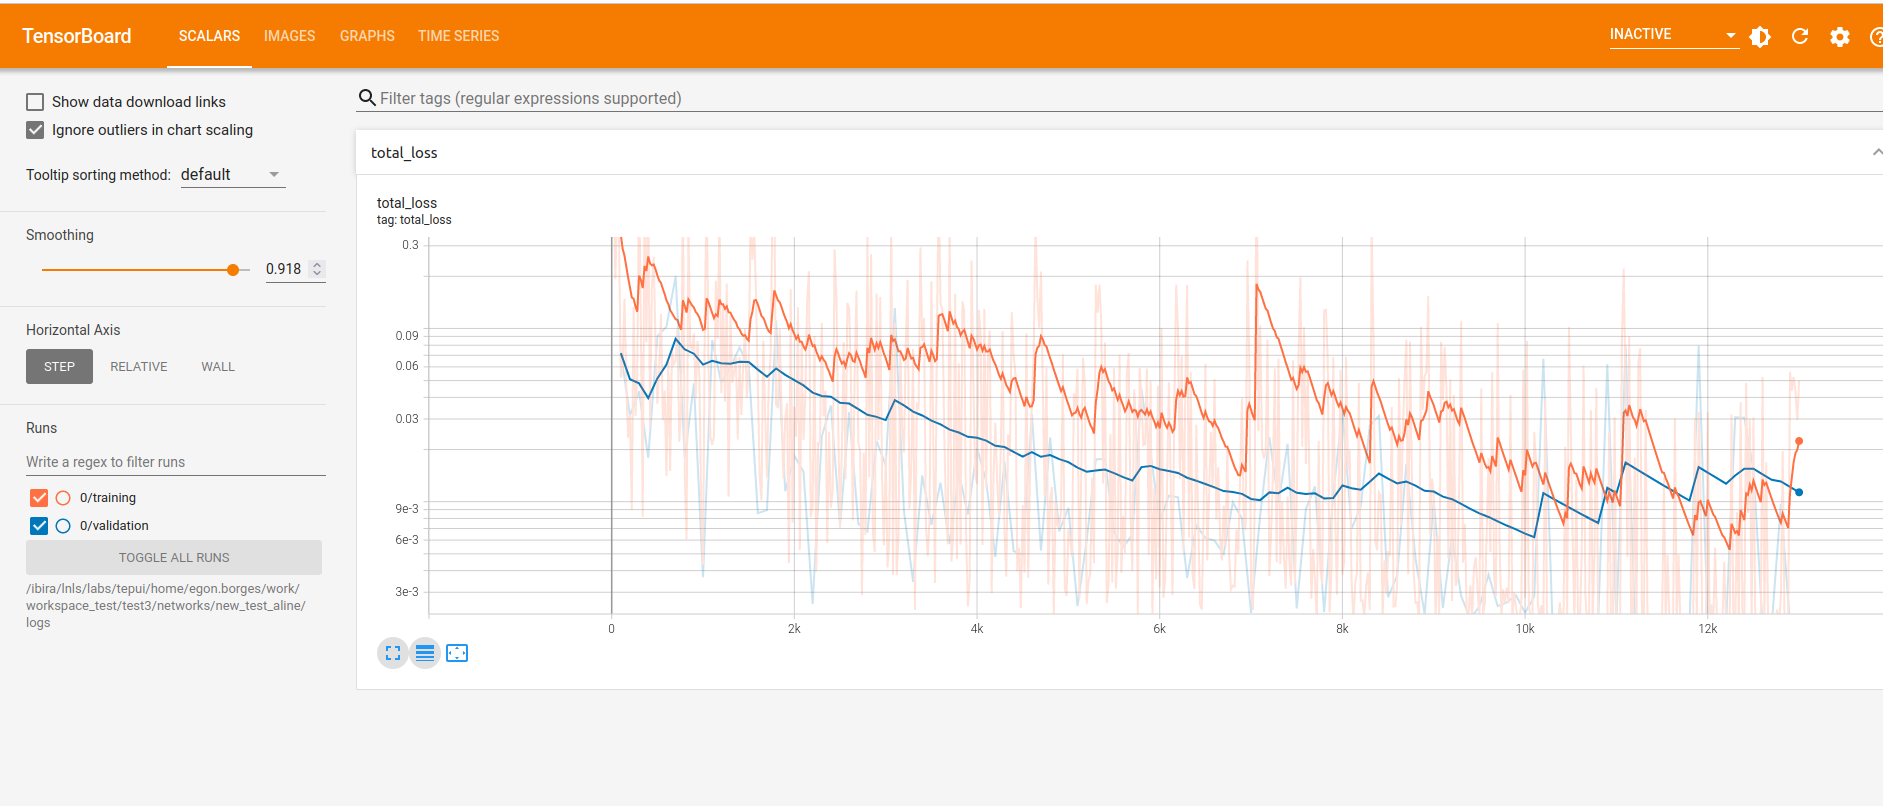 TensorBoard SCALARS IMAGES GRAPHS TIME SERIES INACTIVE
Show data download links
Ignore outliers in chart scaling
Tooltip sorting method: default
Smoothing
0.918
Horizontal Axis
STEP RELATIVE WALL
Runs
Write a regex to filter runs
0/training
0/validation
TOGGLE ALL RUNS
/ibira/lnls/labs/tepui/home/egon.borges/work/
workspace_test/test3/networks/new_test_aline/
logs
Filter tags (regular expressions supported)
total_loss
total_loss
tag: total_loss
0.3
0.09
0.06
0.03
9e-3
6e-3
3e-3
0 2k 4k 6k 8k 10k 12k